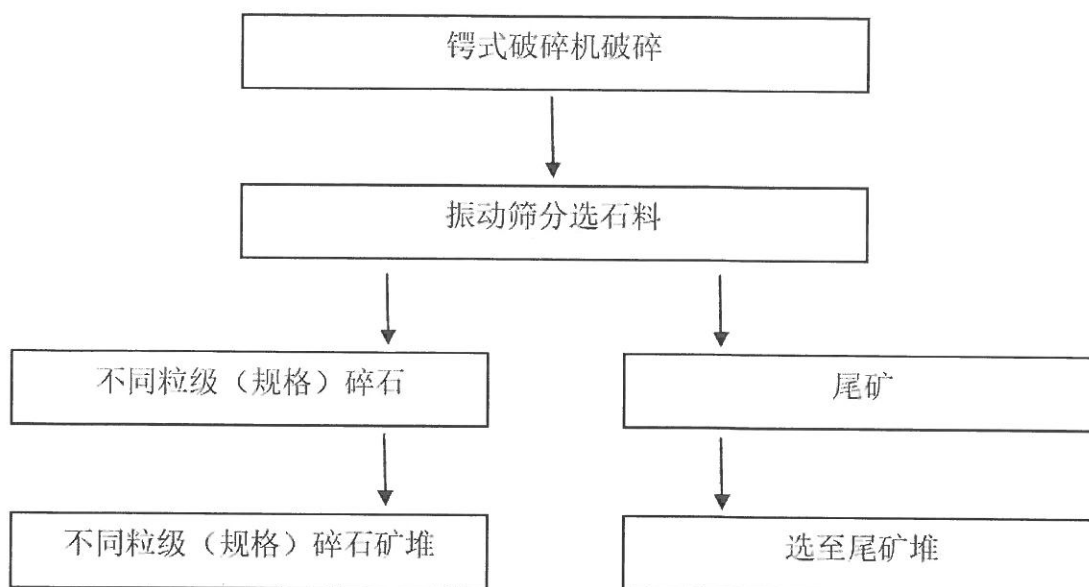 锷式破碎机破碎
振动筛分选石料
不同粒级（规格）碎石
尾矿
不同粒级（规格）碎石矿堆
选至尾矿堆